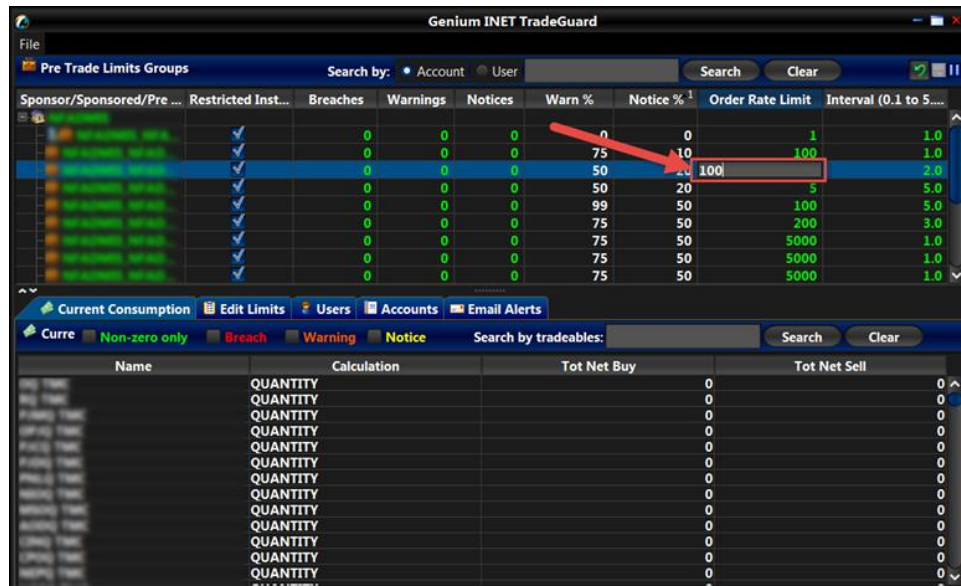 Genium INET TradeGuard
File
Pre Trade Limits Groups Search by: Account User Search Clear
Sponsor/Sponsored/Pre ... Restricted Inst... Breaches Warnings Notices Warn % Notice % 1 Order Rate Limit Interval (0.1 to 5....
0 0 0 0 0 1 1.0
0 0 0 75 10 100 1.0
0 0 0 50 20 100 2.0
0 0 0 50 20 5 5.0
0 0 0 99 50 100 5.0
0 0 0 75 50 200 3.0
0 0 0 75 50 5000 1.0
0 0 0 75 50 5000 1.0
0 0 0 75 50 5000 1.0
Current Consumption Edit Limits Users Accounts Email Alerts
Curre Non-zero only Breach Warning Notice Search by tradeables: Search Clear
Name Calculation Tot Net Buy Tot Net Sell
QUANTITY 0 0
QUANTITY 0 0
QUANTITY 0 0
QUANTITY 0 0
QUANTITY 0 0
QUANTITY 0 0
QUANTITY 0 0
QUANTITY 0 0
QUANTITY 0 0
QUANTITY 0 0
QUANTITY 0 0
QUANTITY 0 0
QUANTITY 0 0